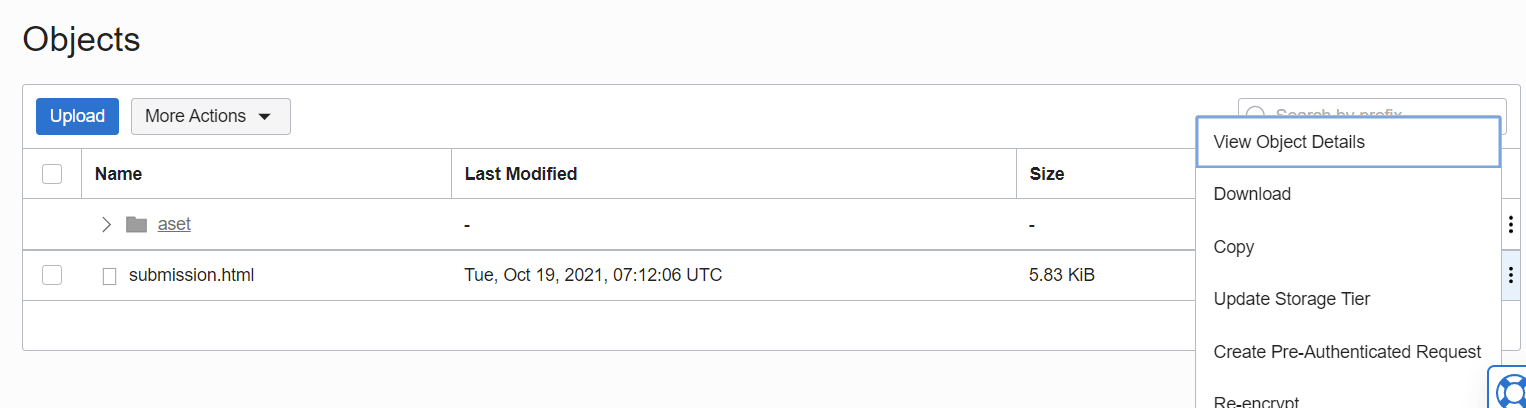 Objects
Upload
More Actions
Search by prefix
Name
Last Modified
Size
aset
-
-
submission.html
Tue, Oct 19, 2021, 07:12:06 UTC
5.83 KiB
View Object Details
Download
Copy
Update Storage Tier
Create Pre-Authenticated Request
Re-encrypt